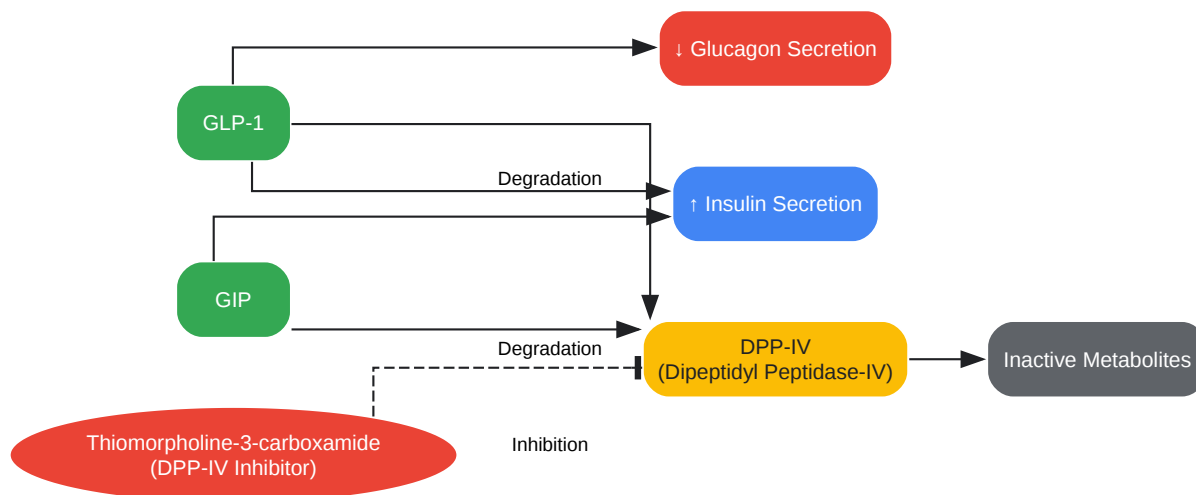 ↓ Glucagon Secretion
GLP-1
Degradation
↑ Insulin Secretion
GIP
Degradation
DPP-IV
(Dipeptidyl Peptidase-IV)
Inactive Metabolites
Thiomorpholine-3-carboxamide
(DPP-IV Inhibitor)
Inhibition